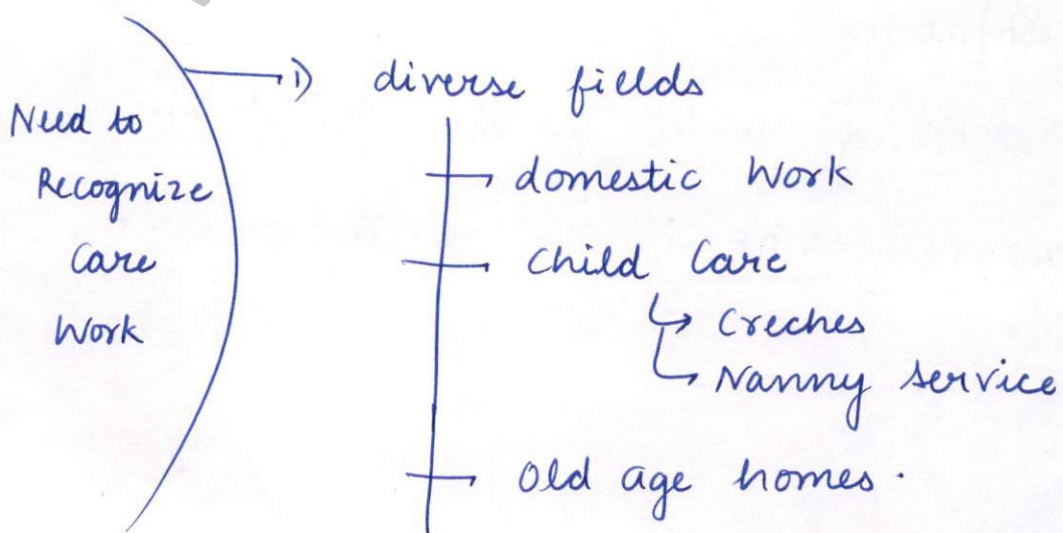 Need to
Recognize
Care
Work
1) diverse fields
domestic Work
Child Care
Creches
Nanny service
Old age homes.